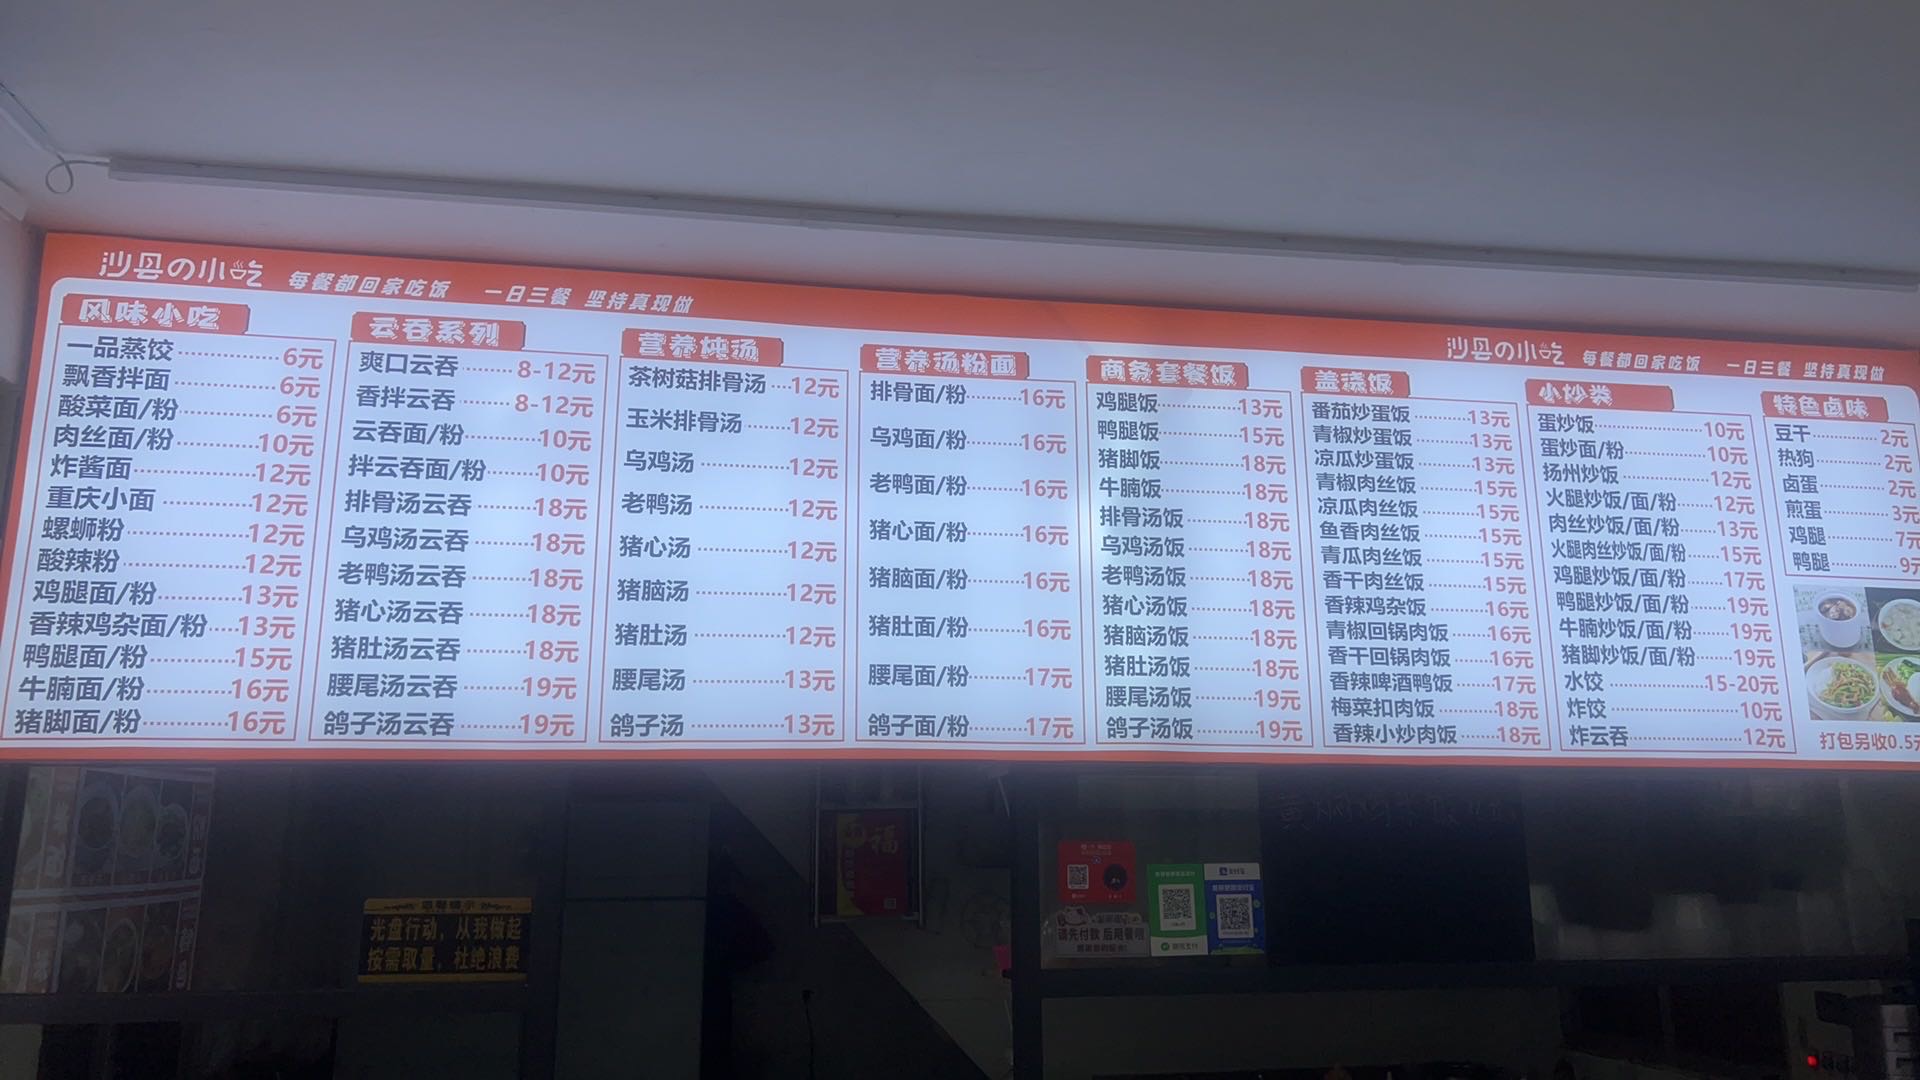 沙县の小吃 每餐都回家吃饭 一日三餐 坚持真现做
沙县の小吃 每餐都回家吃饭 一日三餐 坚持真现做
风味小吃
一品蒸饺 6元
飘香拌面 6元
酸菜面/粉 6元
肉丝面/粉 10元
炸酱面 12元
重庆小面 12元
螺蛳粉 12元
酸辣粉 12元
鸡腿面/粉 13元
香辣鸡杂面/粉 13元
鸭腿面/粉 15元
牛腩面/粉 16元
猪脚面/粉 16元
云吞系列
爽口云吞 8-12元
香拌云吞 8-12元
云吞面/粉 10元
拌云吞面/粉 10元
排骨汤云吞 18元
乌鸡汤云吞 18元
老鸭汤云吞 18元
猪心汤云吞 18元
猪肚汤云吞 18元
腰尾汤云吞 19元
鸽子汤云吞 19元
营养炖汤
茶树菇排骨汤 12元
玉米排骨汤 12元
乌鸡汤 12元
老鸭汤 12元
猪心汤 12元
猪脑汤 12元
猪肚汤 12元
腰尾汤 13元
鸽子汤 13元
营养汤粉面
排骨面/粉 16元
乌鸡面/粉 16元
老鸭面/粉 16元
猪心面/粉 16元
猪脑面/粉 16元
猪肚面/粉 16元
腰尾面/粉 17元
鸽子面/粉 17元
商务套餐饭
鸡腿饭 13元
鸭腿饭 15元
猪脚饭 18元
牛腩饭 18元
排骨汤饭 18元
乌鸡汤饭 18元
老鸭汤饭 18元
猪心汤饭 18元
猪脑汤饭 18元
猪肚汤饭 18元
腰尾汤饭 19元
鸽子汤饭 19元
盖浇饭
番茄炒蛋饭 13元
青椒炒蛋饭 13元
凉瓜炒蛋饭 13元
青椒肉丝饭 15元
凉瓜肉丝饭 15元
鱼香肉丝饭 15元
青瓜肉丝饭 15元
香干肉丝饭 15元
香辣鸡杂饭 16元
青椒回锅肉饭 16元
香干回锅肉饭 16元
香辣啤酒鸭饭 17元
梅菜扣肉饭 18元
香辣小炒肉饭 18元
小炒类
蛋炒饭 10元
蛋炒面/粉 10元
扬州炒饭 12元
火腿炒饭/面/粉 12元
肉丝炒饭/面/粉 13元
火腿肉丝炒饭/面/粉 15元
鸡腿炒饭/面/粉 17元
鸭腿炒饭/面/粉 19元
牛腩炒饭/面/粉 19元
猪脚炒饭/面/粉 19元
水饺 15-20元
炸饺 10元
炸云吞 12元
特色卤味
豆干 2元
热狗 2元
卤蛋 2元
煎蛋 3元
鸡腿 7元
鸭腿 9元
打包另收0.5元
福
温馨提示
光盘行动，从我做起
按需取量，杜绝浪费
请先付款 后用餐哦
微信支付
支付宝